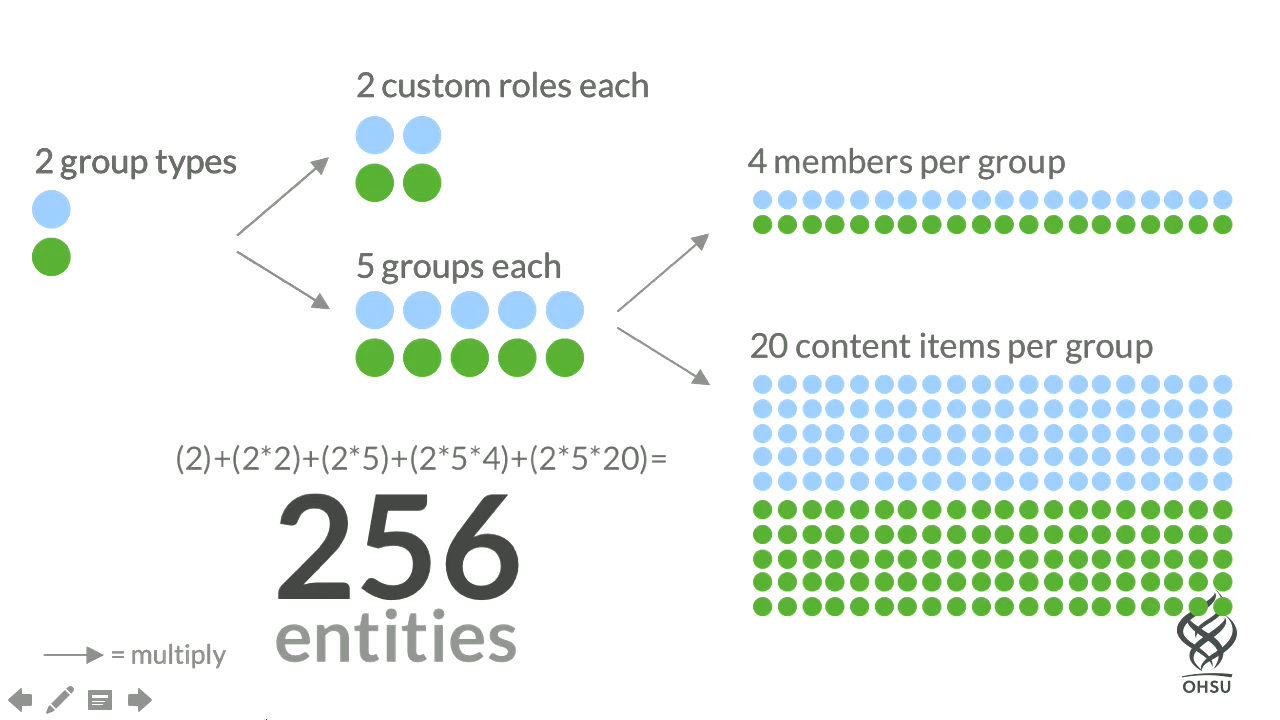 2 custom roles each
2 group types
4 members per group
5 groups each
20 content items per group
(2)+(2*2)+(2*5)+(2*5*4)+(2*5*20)=
256
entities
= multiply
OHSU